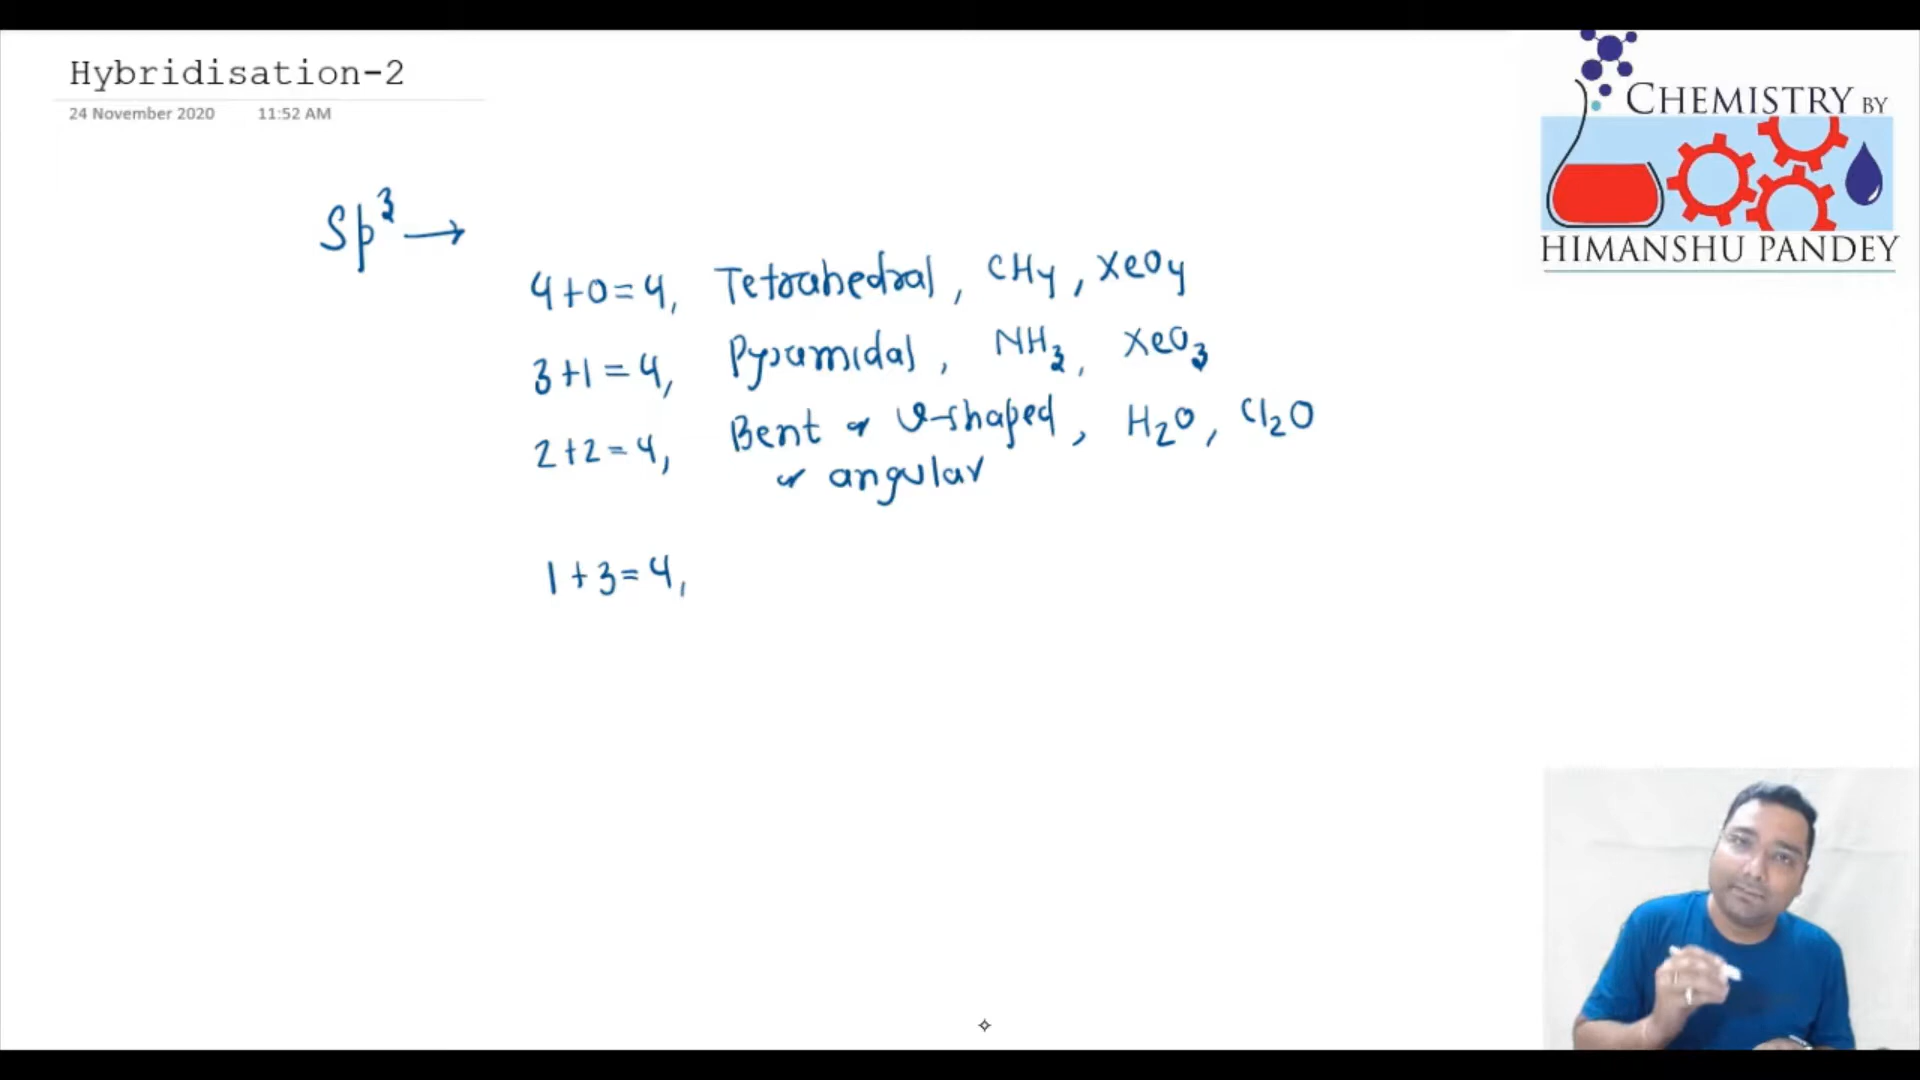 Hybridisation-2
24 November 2020 11:52 AM
CHEMISTRY BY
HIMANSHU PANDEY
Sp³ →
4+0=4, Tetrahedral, CH₄, XeO₄
3+1=4, Pyramidal, NH₃, XeO₃
2+2=4, Bent or V-shaped, H₂O, Cl₂O
or angular
1+3=4,